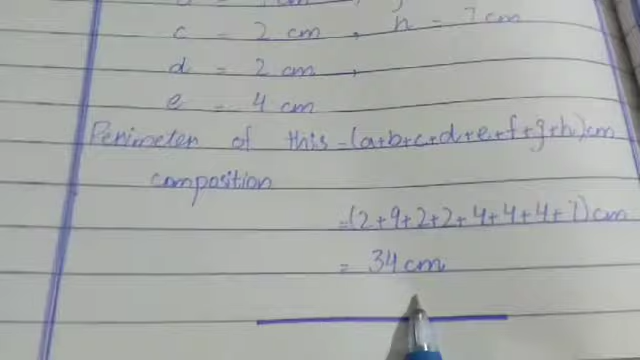 c = 2 cm , h = 7 cm
d = 2 cm ,
e = 4 cm
Perimeter of this =(a+b+c+d+e+f+g+h)cm
composition
=(2+9+2+2+4+4+4+7)cm
= 34 cm